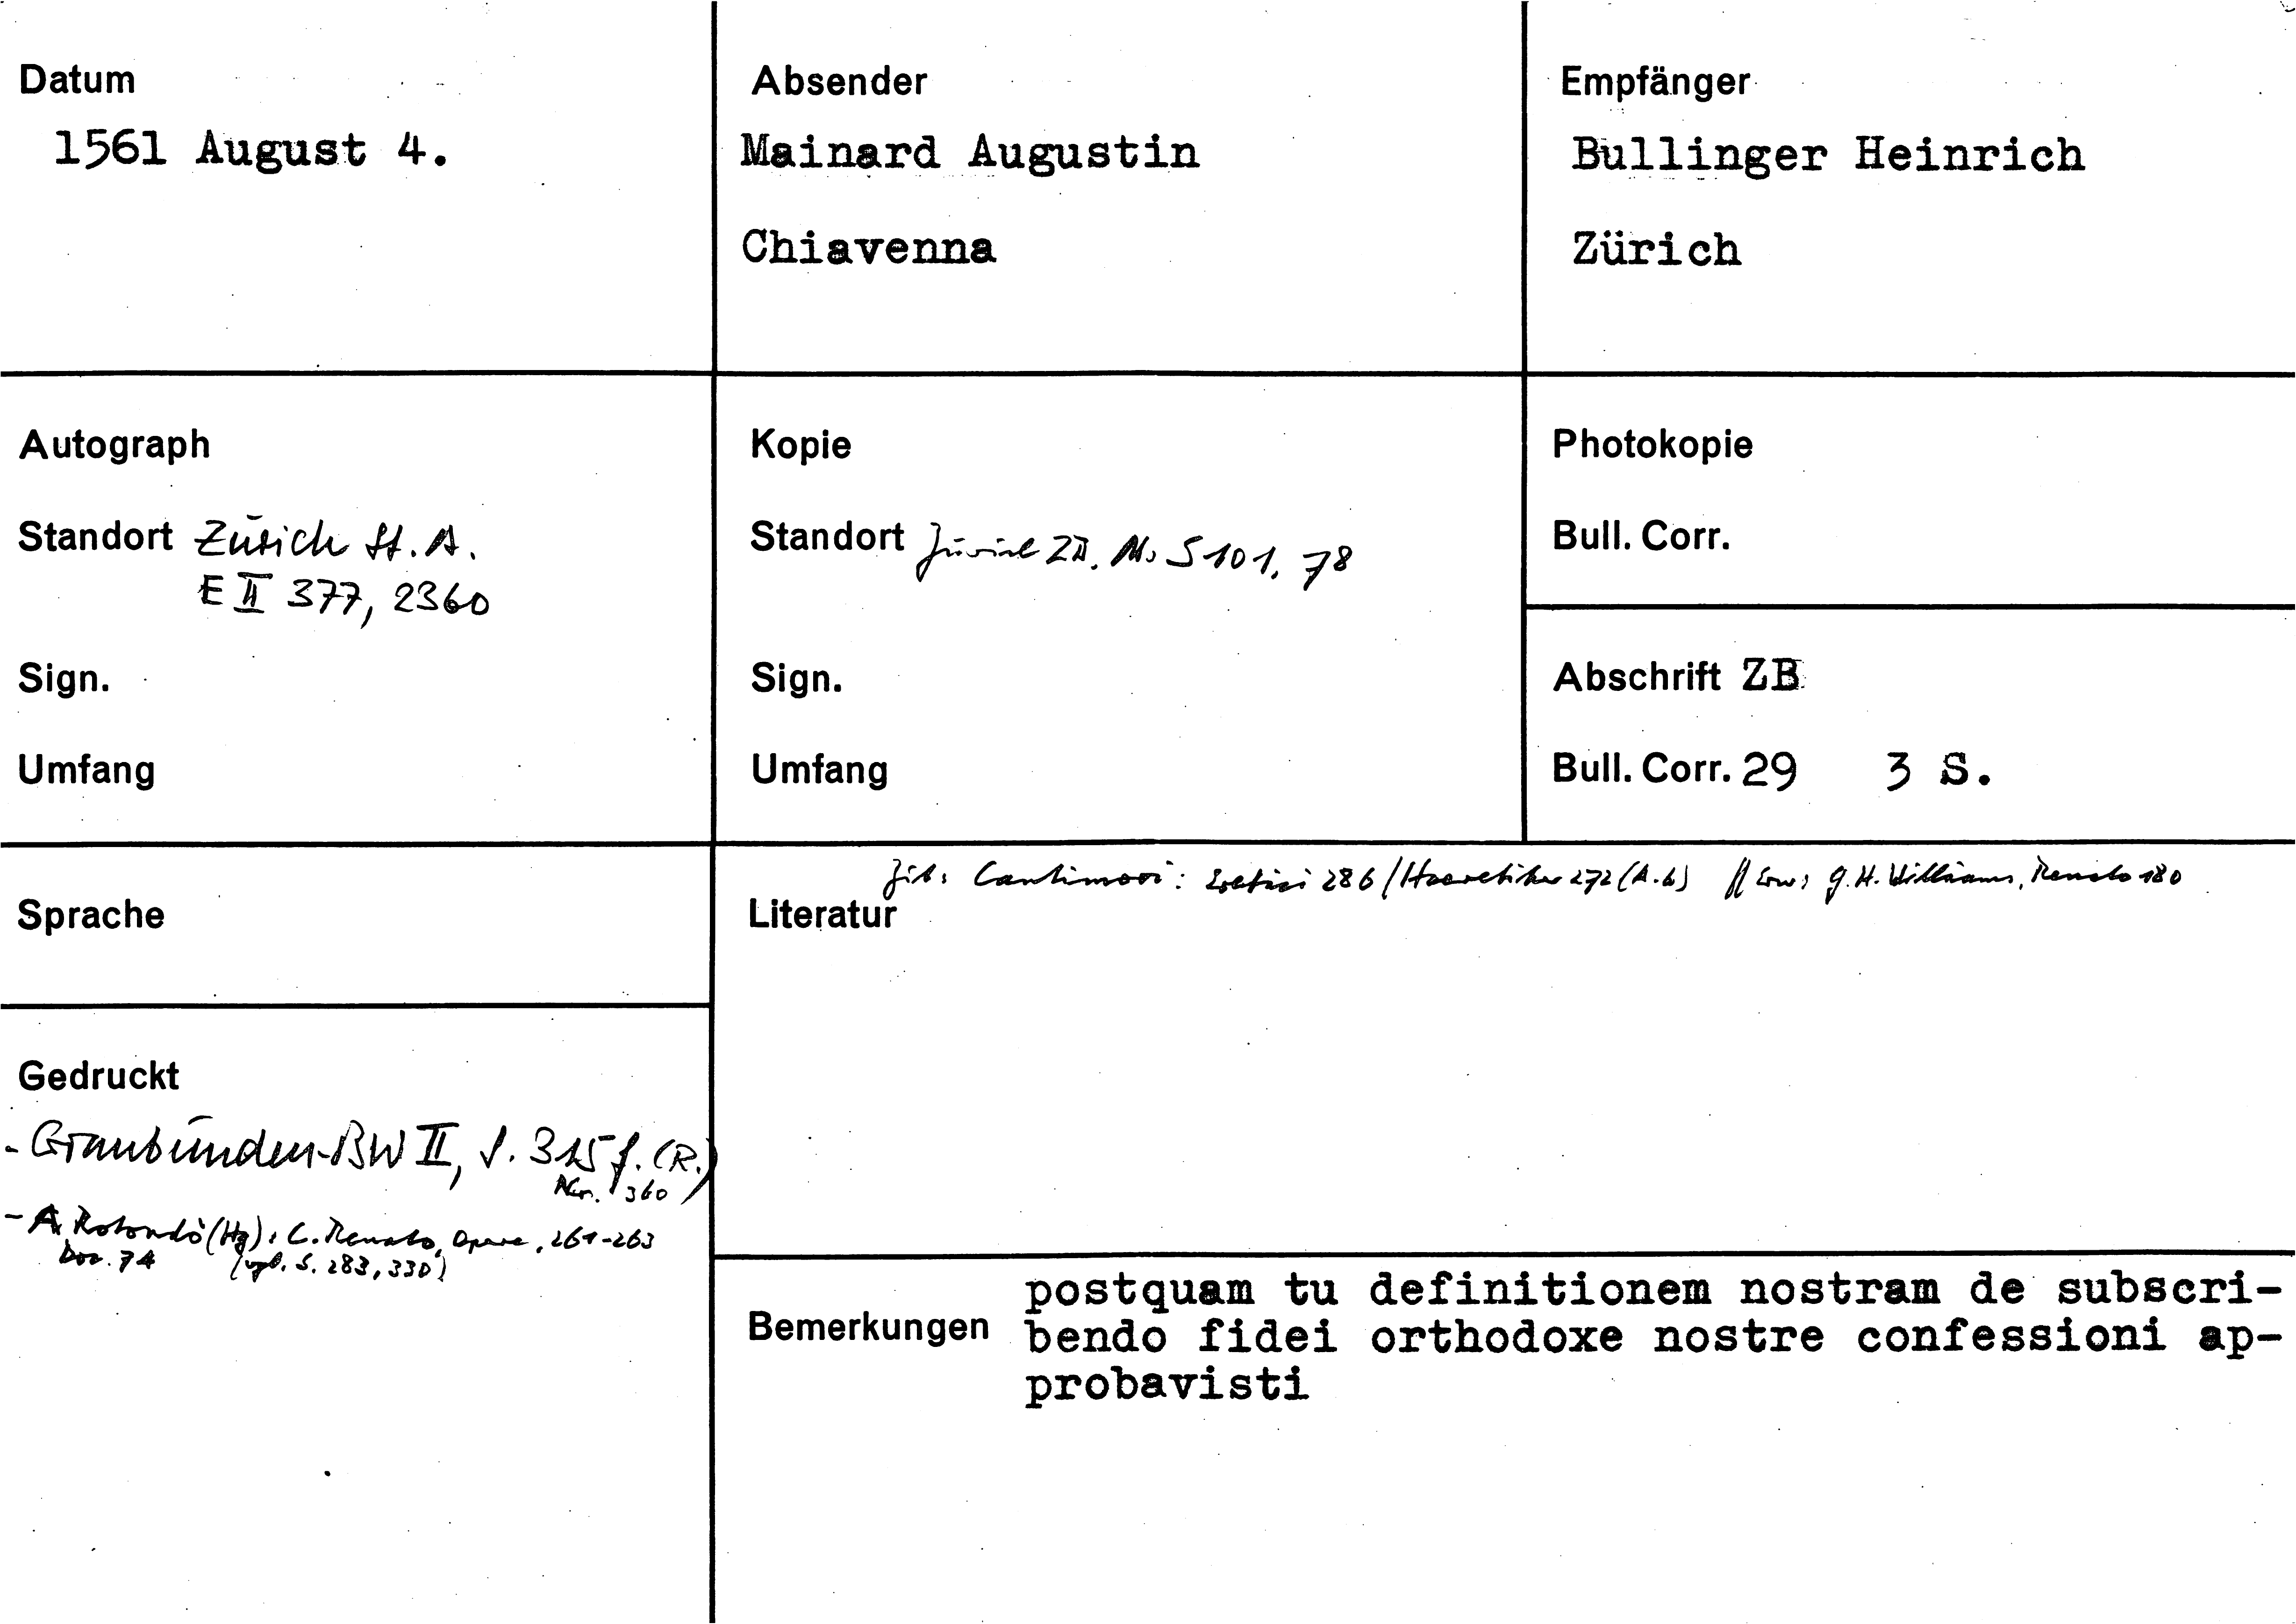 Datum
1561 August 4.
Absender
Mainard Augustin
Chiavenna
Empfänger
Bullinger Heinrich
Zürich
Autograph
Standort Zürich St. A.
E II 377, 2360
Sign.
Umfang
Kopie
Standort Zürich ZB. Ms S 101, 78
Sign.
Umfang
Photokopie
Bull. Corr.
Abschrift ZB
Bull. Corr. 29 3 S.
Sprache
Zit: Cantimori: Eretici 286 / Haeretiker 272 (A.6) // Erw: G.H. Williams, Renato 180
Literatur
Gedruckt
- Graubünden-BW II, S. 315 f. (R.)
Nr. 360
- A. Rotondò (Hg): C. Renato, Opere, 261-263
Doc. 74 (vgl. S. 283, 330)
Bemerkungen
postquam tu definitionem nostram de subscri-
bendo fidei orthodoxe nostre confessioni ap-
probavisti